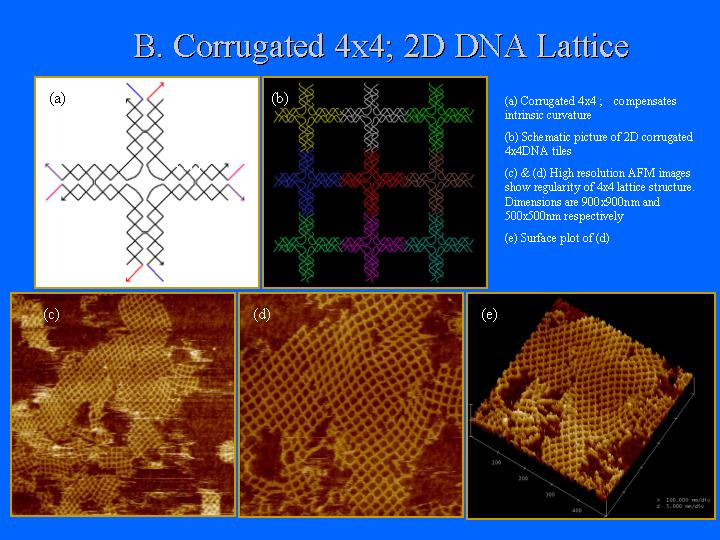 B. Corrugated 4x4; 2D DNA Lattice
(a)
(b)
(a) Corrugated 4x4 ; compensates
intrinsic curvature
(b) Schematic picture of 2D corrugated
4x4DNA tiles
(c) & (d) High resolution AFM images
show regularity of 4x4 lattice structure.
Dimensions are 900x900nm and
500x500nm respectively
(e) Surface plot of (d)
(c)
(d)
(e)
100
200
300
400
X 100.000 nm/div
Z 5.000 nm/div